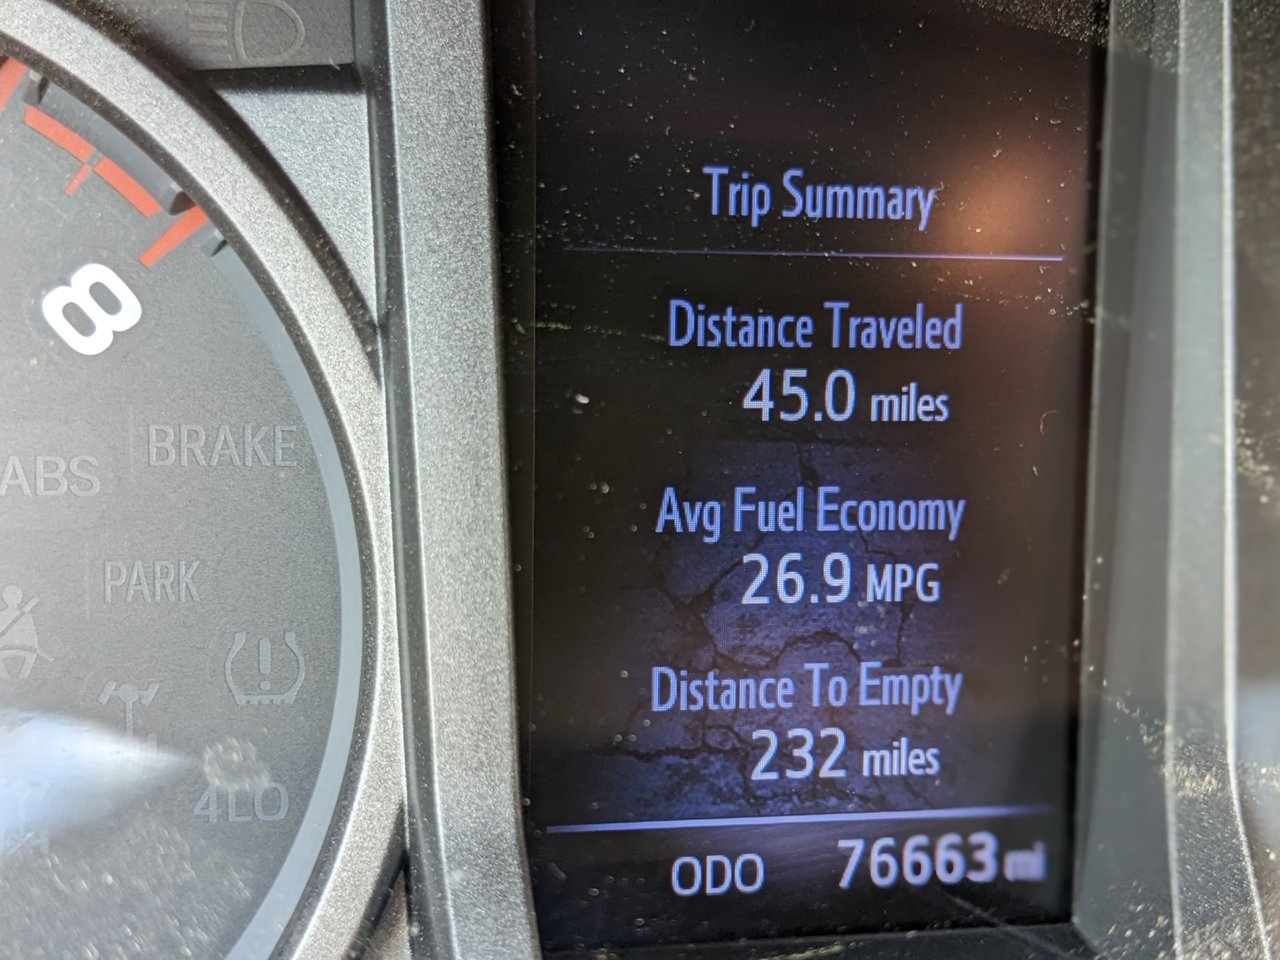 8
ABS
BRAKE
PARK
4LO
Trip Summary
Distance Traveled
45.0 miles
Avg Fuel Economy
26.9 MPG
Distance To Empty
232 miles
ODO 76663 mi